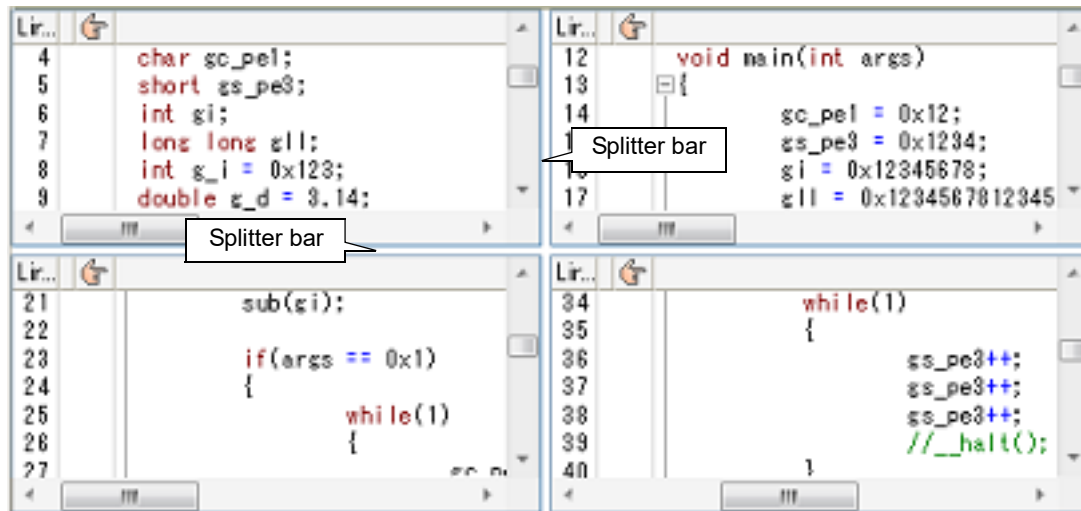 Lir...
4 char gc_pe1;
5 short gs_pe3;
6 int gi;
7 long long gll;
8 int g_i = 0x123;
9 double g_d = 3.14;
Lir...
12 void main(int args)
13 {
14 gc_pe1 = 0x12;
gs_pe3 = 0x1234;
gi = 0x12345678;
17 gll = 0x1234567812345
Splitter bar
Splitter bar
Lir...
21 sub(gi);
22
23 if(args == 0x1)
24 {
25 while(1)
26 {
27
Lir...
34 while(1)
35 {
36 gs_pe3++;
37 gs_pe3++;
38 gs_pe3++;
39 //__halt();
40 }